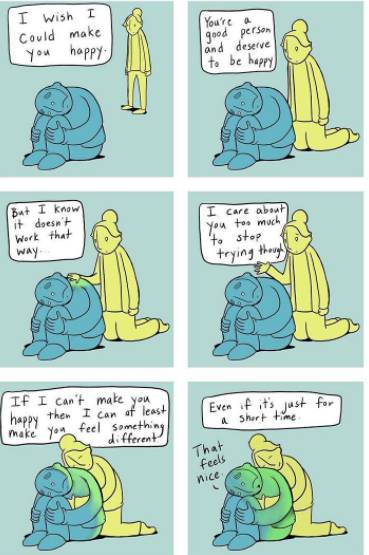 I wish I
Could make
you happy.
You're a
good person
and deserve
to be happy
But I know
it doesn't
work that
way...
I care about
you too much
to stop
trying though
If I can't make you
happy then I can at least
make you feel something
different
Even if it's just for
a short time.
That
feels
nice.